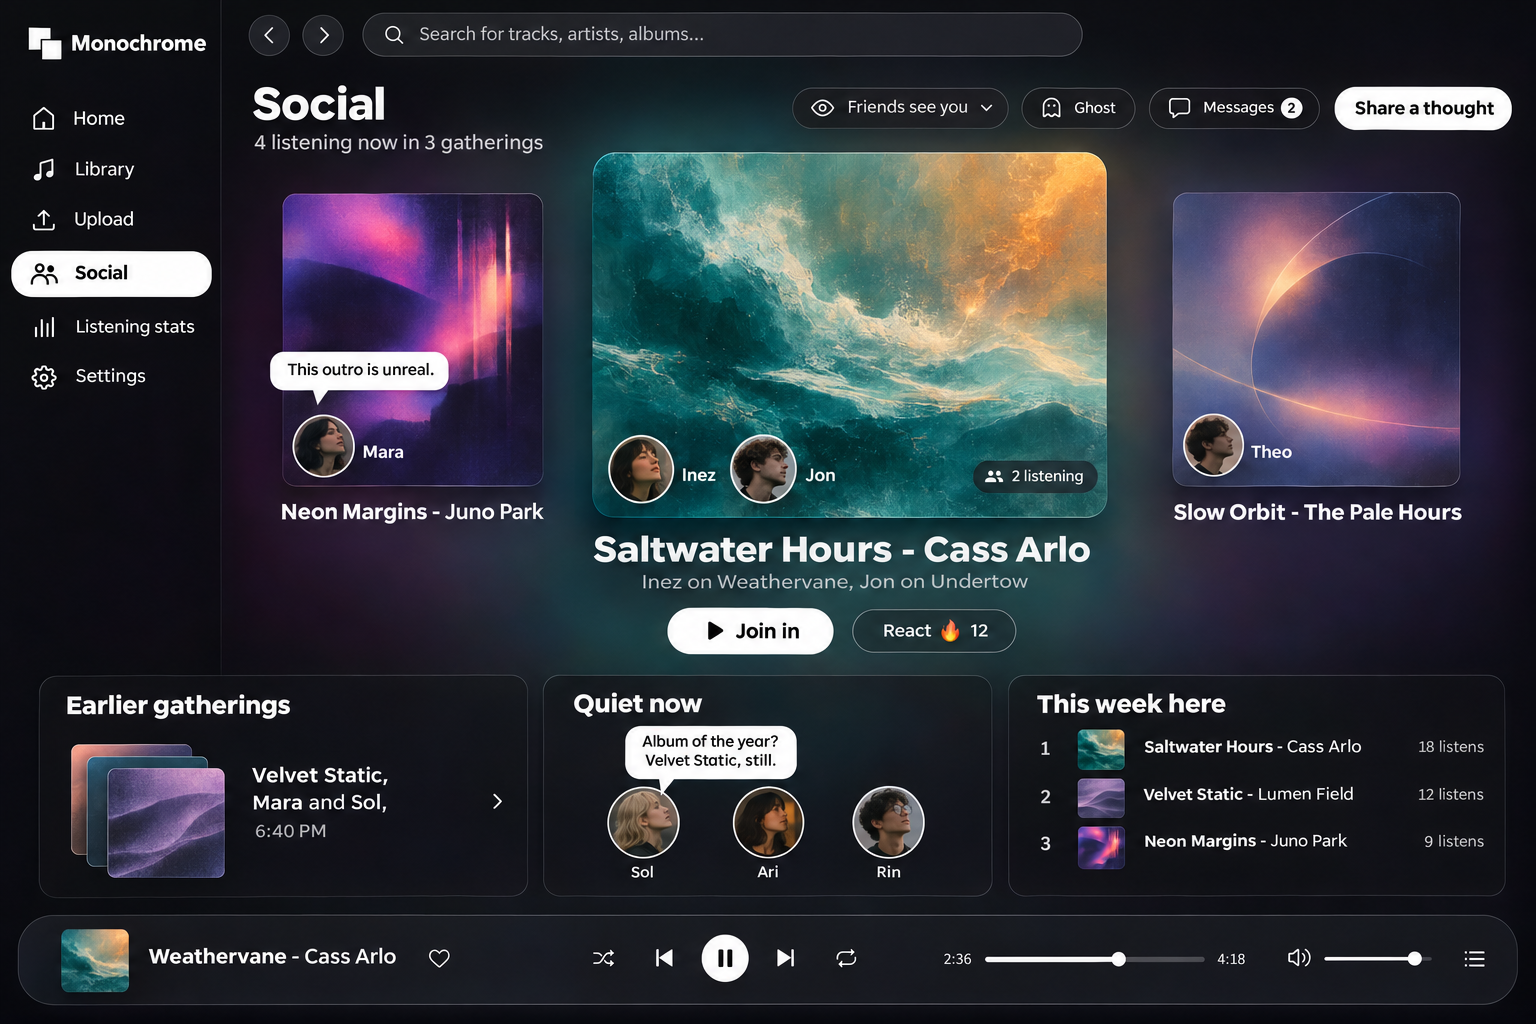 Monochrome
Search for tracks, artists, albums...
Home
Library
Upload
Social
Listening stats
Settings
Social
4 listening now in 3 gatherings
Friends see you
Ghost
Messages 2
Share a thought
This outro is unreal.
Mara
Neon Margins - Juno Park
Inez
Jon
2 listening
Saltwater Hours - Cass Arlo
Inez on Weathervane, Jon on Undertow
Join in
React 🔥 12
Theo
Slow Orbit - The Pale Hours
Earlier gatherings
Velvet Static,
Mara and Sol,
6:40 PM
Quiet now
Album of the year?
Velvet Static, still.
Sol
Ari
Rin
This week here
1 Saltwater Hours - Cass Arlo 18 listens
2 Velvet Static - Lumen Field 12 listens
3 Neon Margins - Juno Park 9 listens
Weathervane - Cass Arlo
2:36
4:18